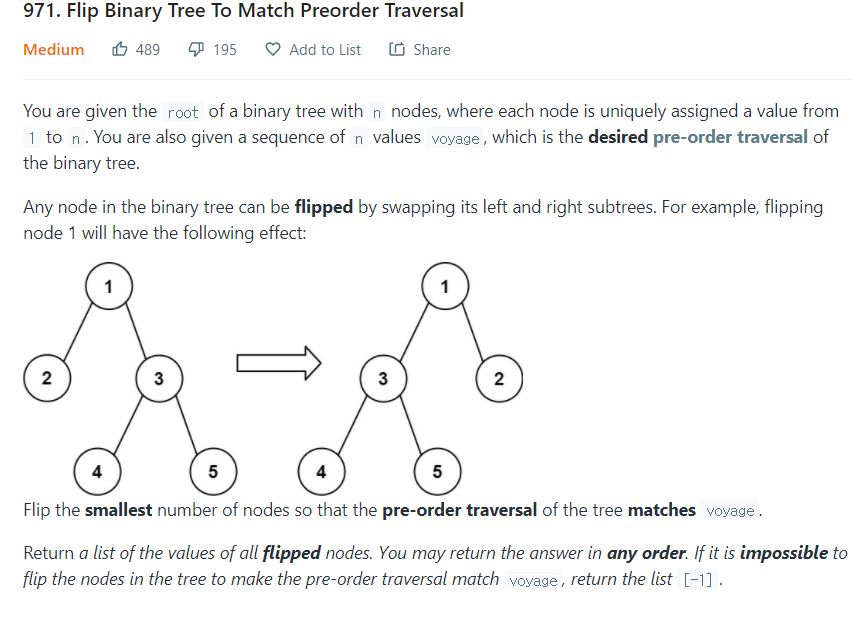 971. Flip Binary Tree To Match Preorder Traversal
Medium 489 195 Add to List Share
You are given the root of a binary tree with n nodes, where each node is uniquely assigned a value from
1 to n. You are also given a sequence of n values voyage, which is the desired pre-order traversal of
the binary tree.
Any node in the binary tree can be flipped by swapping its left and right subtrees. For example, flipping
node 1 will have the following effect:
1 1
2 3 3 2
4 5 4 5
Flip the smallest number of nodes so that the pre-order traversal of the tree matches voyage.
Return a list of the values of all flipped nodes. You may return the answer in any order. If it is impossible to
flip the nodes in the tree to make the pre-order traversal match voyage, return the list [-1].